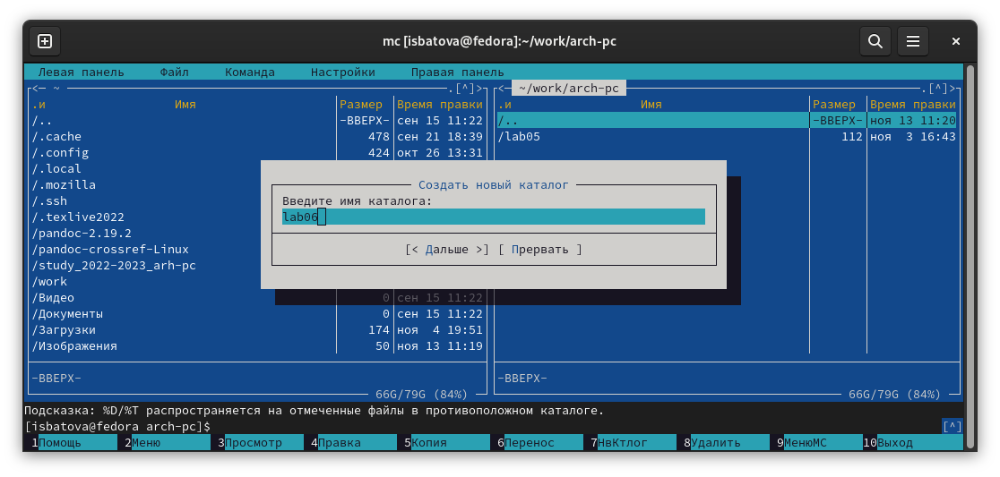 mc [isbatova@fedora]:~/work/arch-pc
Левая панель Файл Команда Настройки Правая панель
<─ ~ .[^]>
.и Имя Размер Время правки
/.. -ВВЕРХ- сен 15 11:22
/.cache 478 сен 21 18:39
/.config 424 окт 26 13:31
/.local
/.mozilla
/.ssh
/.texlive2022
/pandoc-2.19.2
/pandoc-crossref-Linux
/study_2022-2023_arh-pc
/work
/Видео 0 сен 15 11:22
/Документы 0 сен 15 11:22
/Загрузки 174 ноя 4 19:51
/Изображения 50 ноя 13 11:19
-ВВЕРХ-
66G/79G (84%)
<─ ~/work/arch-pc .[^]>
.и Имя Размер Время правки
/.. -ВВЕРХ- ноя 13 11:20
/lab05 112 ноя 3 16:43
-ВВЕРХ-
66G/79G (84%)
Создать новый каталог
Введите имя каталога:
lab06
[< Дальше >] [ Прервать ]
Подсказка: %D/%T распространяется на отмеченные файлы в противоположном каталоге.
[isbatova@fedora arch-pc]$ [^]
1Помощь 2Меню 3Просмотр 4Правка 5Копия 6Перенос 7НвКтлог 8Удалить 9МенюMC 10Выход